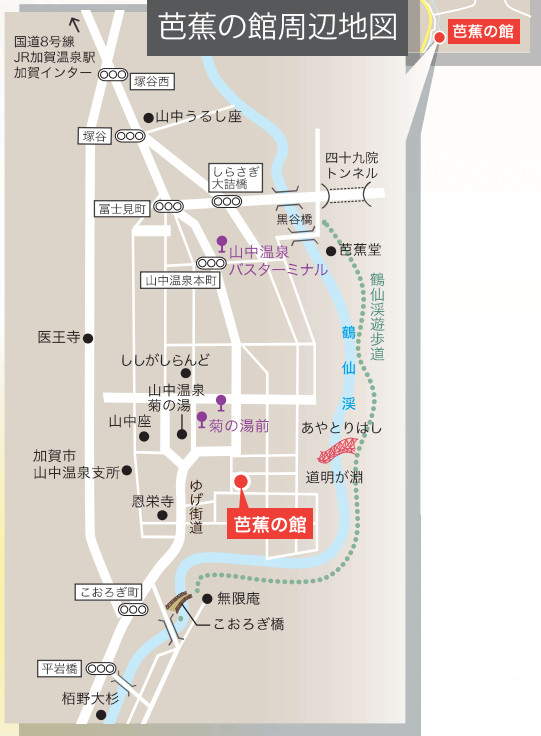 芭蕉の館周辺地図
芭蕉の館
国道8号線
JR加賀温泉駅
加賀インター
塚谷西
山中うるし座
塚谷
四十九院
トンネル
しらさぎ
大詰橋
冨士見町
黒谷橋
芭蕉堂
山中温泉
バスターミナル
山中温泉本町
鶴仙渓遊歩道
医王寺
鶴仙渓
ししがしらんど
山中温泉
菊の湯
山中座
菊の湯前
あやとりはし
加賀市
山中温泉支所
道明が淵
ゆげ街道
恩栄寺
芭蕉の館
こおろぎ町
無限庵
こおろぎ橋
平岩橋
栢野大杉